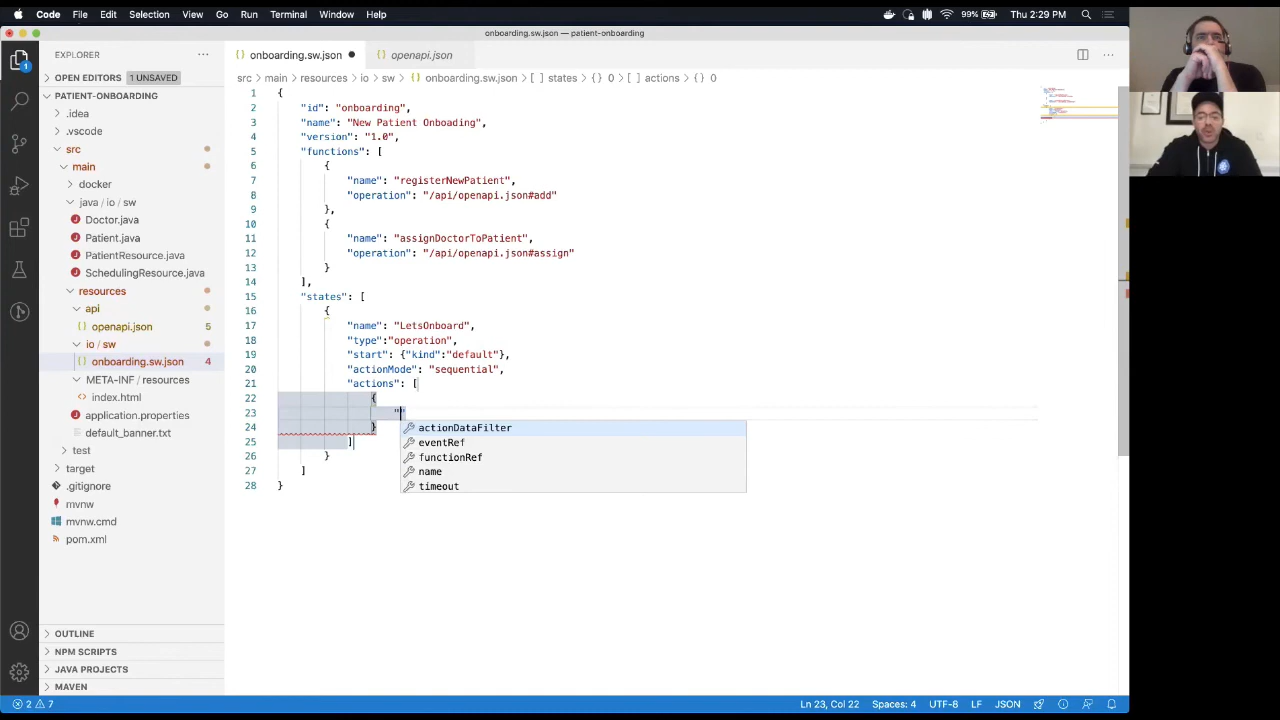 Code File Edit Selection View Go Run Terminal Window Help 99% Thu 2:29 PM
onboarding.sw.json — patient-onboarding
EXPLORER
OPEN EDITORS 1 UNSAVED
PATIENT-ONBOARDING
.idea
.vscode
src
main
docker
java / io / sw
Doctor.java
Patient.java
PatientResource.java
SchedulingResource.java
resources
api
openapi.json 5
io / sw
onboarding.sw.json 4
META-INF / resources
index.html
application.properties
default_banner.txt
test
target
.gitignore
mvnw
mvnw.cmd
pom.xml
OUTLINE
NPM SCRIPTS
JAVA PROJECTS
MAVEN
1
onboarding.sw.json openapi.json
src > main > resources > io > sw > {} onboarding.sw.json > [ ] states > {} 0 > [ ] actions > {} 0
1 {
2 "id": "onboarding",
3 "name": "New Patient Onboading",
4 "version": "1.0",
5 "functions": [
6 {
7 "name": "registerNewPatient",
8 "operation": "/api/openapi.json#add"
9 },
10 {
11 "name": "assignDoctorToPatient",
12 "operation": "/api/openapi.json#assign"
13 }
14 ],
15 "states": [
16 {
17 "name": "LetsOnboard",
18 "type":"operation",
19 "start": {"kind":"default"},
20 "actionMode": "sequential",
21 "actions": [
22 {
23 ""
24 }
25 ]
26 }
27 ]
28 }
actionDataFilter
eventRef
functionRef
name
timeout
2 7 Ln 23, Col 22 Spaces: 4 UTF-8 LF JSON